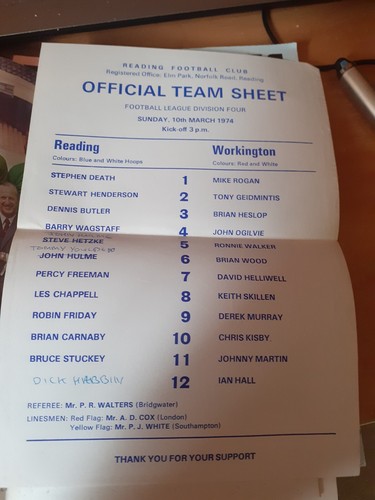 READING FOOTBALL CLUB
Registered Office: Elm Park, Norfolk Road, Reading
OFFICIAL TEAM SHEET
FOOTBALL LEAGUE DIVISION FOUR
SUNDAY, 10th MARCH 1974
Kick-off 3 p.m.
Reading Workington
Colours: Blue and White Hoops Colours: Red and White
STEPHEN DEATH 1 MIKE ROGAN
STEWART HENDERSON 2 TONY GEIDMINTIS
DENNIS BUTLER 3 BRIAN HESLOP
BARRY WAGSTAFF 4 JOHN OGILVIE
STEVE HETZKE 5 RONNIE WALKER
TOMMY
JOHN HULME 6 BRIAN WOOD
PERCY FREEMAN 7 DAVID HELLIWELL
LES CHAPPELL 8 KEITH SKILLEN
ROBIN FRIDAY 9 DEREK MURRAY
BRIAN CARNABY 10 CHRIS KISBY
BRUCE STUCKEY 11 JOHNNY MARTIN
DICK HABBIN 12 IAN HALL
REFEREE: Mr. P. R. WALTERS (Bridgwater)
LINESMEN: Red Flag: Mr. A. D. COX (London)
Yellow Flag: Mr. P. J. WHITE (Southampton)
THANK YOU FOR YOUR SUPPORT